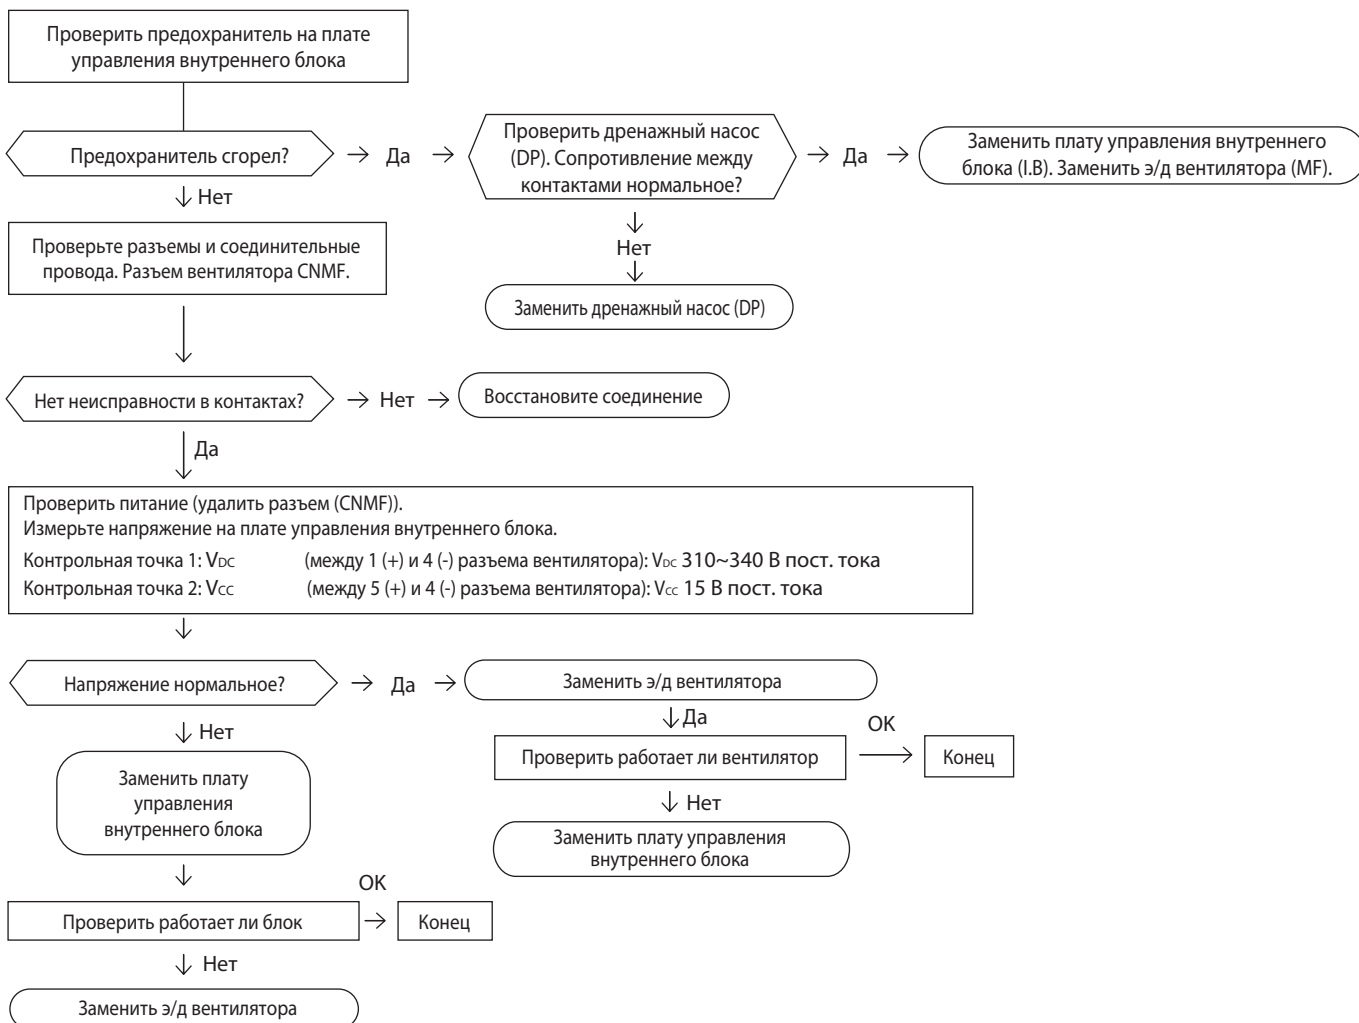 Проверить предохранитель на плате
управления внутреннего блока
Предохранитель сгорел?
Да
Проверить дренажный насос
(DP). Сопротивление между
контактами нормальное?
Да
Заменить плату управления внутреннего
блока (I.B). Заменить э/д вентилятора (MF).
Нет
Нет
Проверьте разъемы и соединительные
провода. Разъем вентилятора CNMF.
Заменить дренажный насос (DP)
Нет неисправности в контактах?
Нет
Восстановите соединение
Да
Проверить питание (удалить разъем (CNMF)).
Измерьте напряжение на плате управления внутреннего блока.
Контрольная точка 1: VDC (между 1 (+) и 4 (-) разъема вентилятора): VDC 310~340 В пост. тока
Контрольная точка 2: VCC (между 5 (+) и 4 (-) разъема вентилятора): VCC 15 В пост. тока
Напряжение нормальное?
Да
Заменить э/д вентилятора
Нет
Да
Проверить работает ли вентилятор
OK
Конец
Заменить плату
управления
внутреннего блока
Нет
Заменить плату управления
внутреннего блока
Проверить работает ли блок
OK
Конец
Нет
Заменить э/д вентилятора